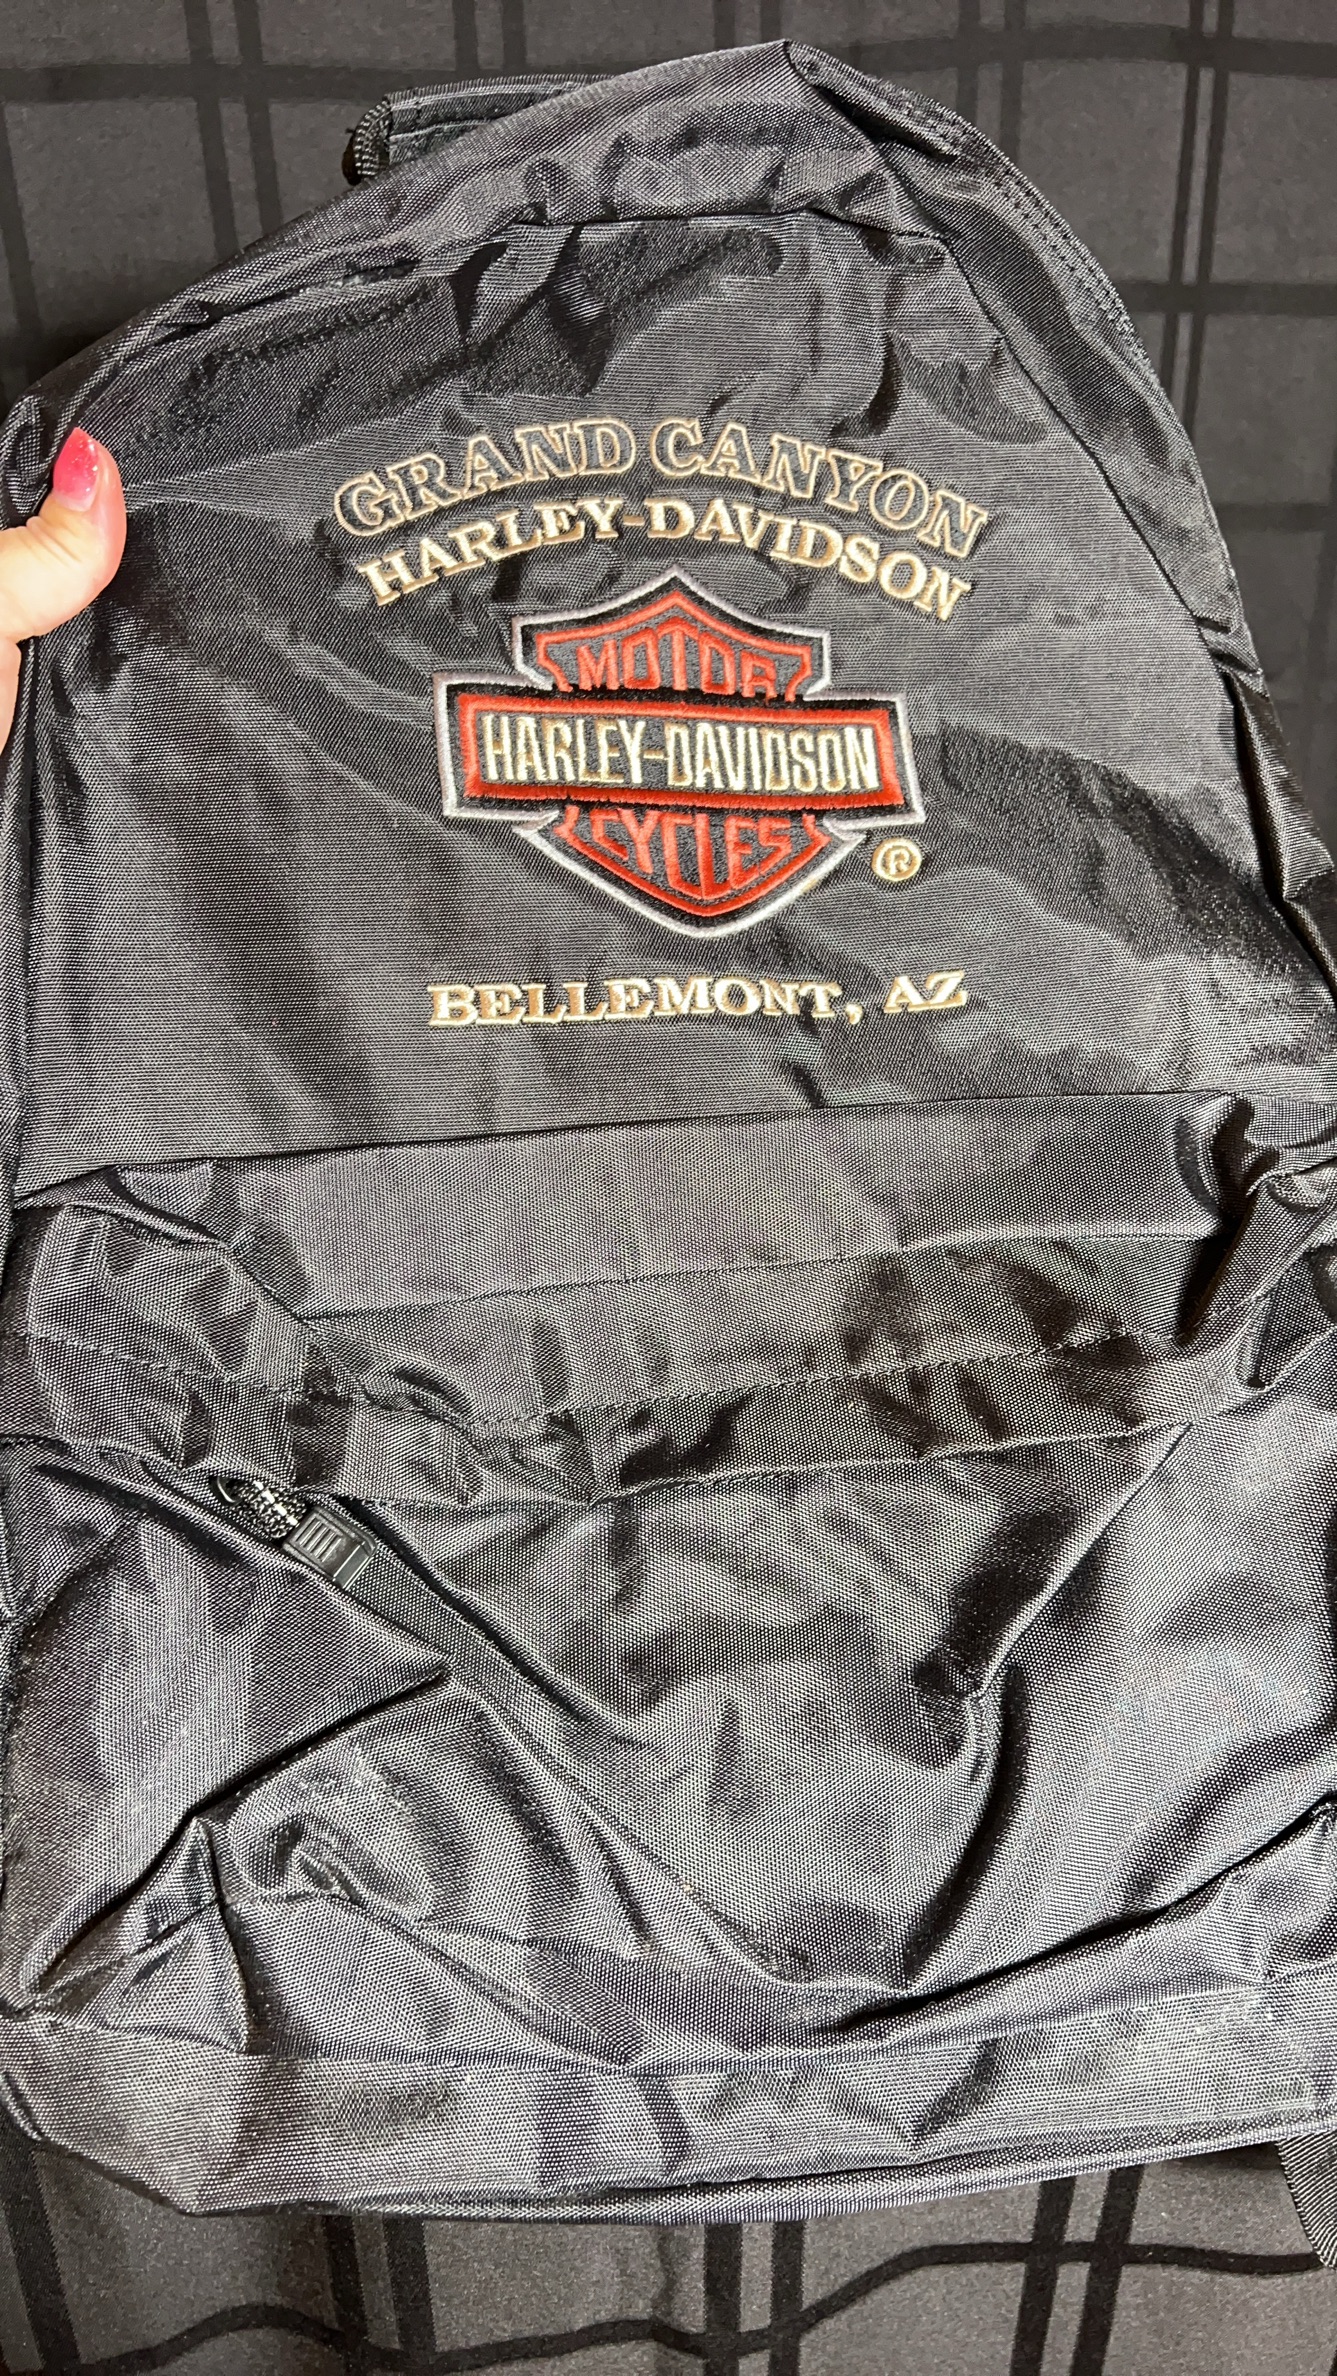 GRAND CANYON
HARLEY-DAVIDSON
MOTOR
HARLEY-DAVIDSON
CYCLES
®
BELLEMONT, AZ